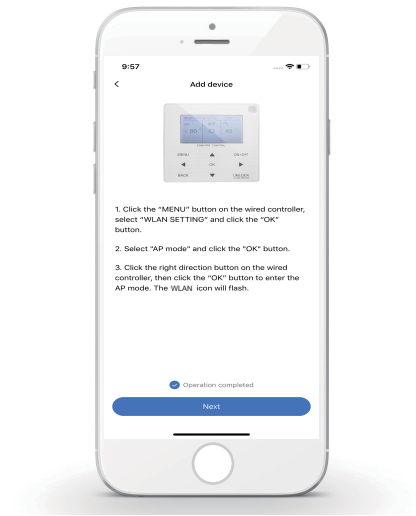 9:57
Add device
MENU
ON/OFF
OK
BACK
UNLOCK
1. Click the “MENU” button on the wired controller,
select “WLAN SETTING” and click the “OK”
button.
2. Select “AP mode” and click the “OK” button.
3. Click the right direction button on the wired
controller, then click the “OK” button to enter the
AP mode. The WLAN icon will flash.
Operation completed
Next